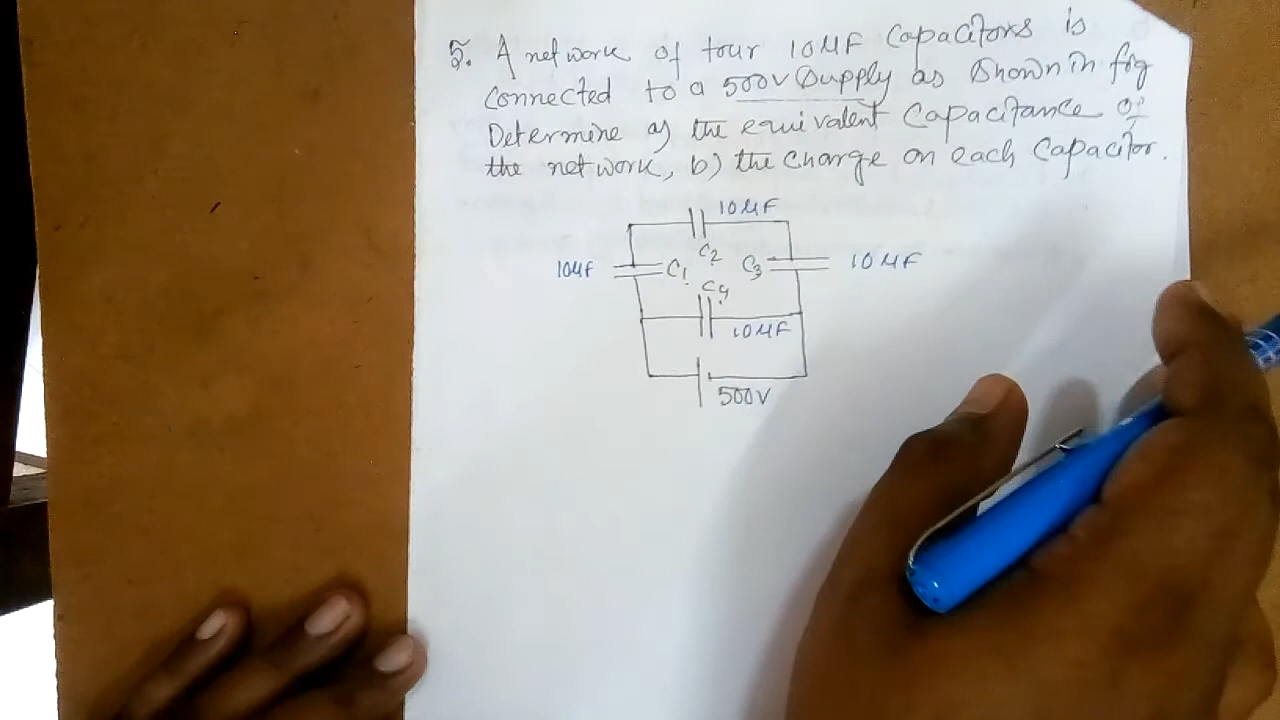 5. A network of four 10μF Capacitors is
Connected to a 500V Supply as Shown in fig
Determine a) the equivalent Capacitance of
the network, b) the charge on each Capacitor.
10μF
C2
10μF
C1
C3
10μF
C4
10μF
500V